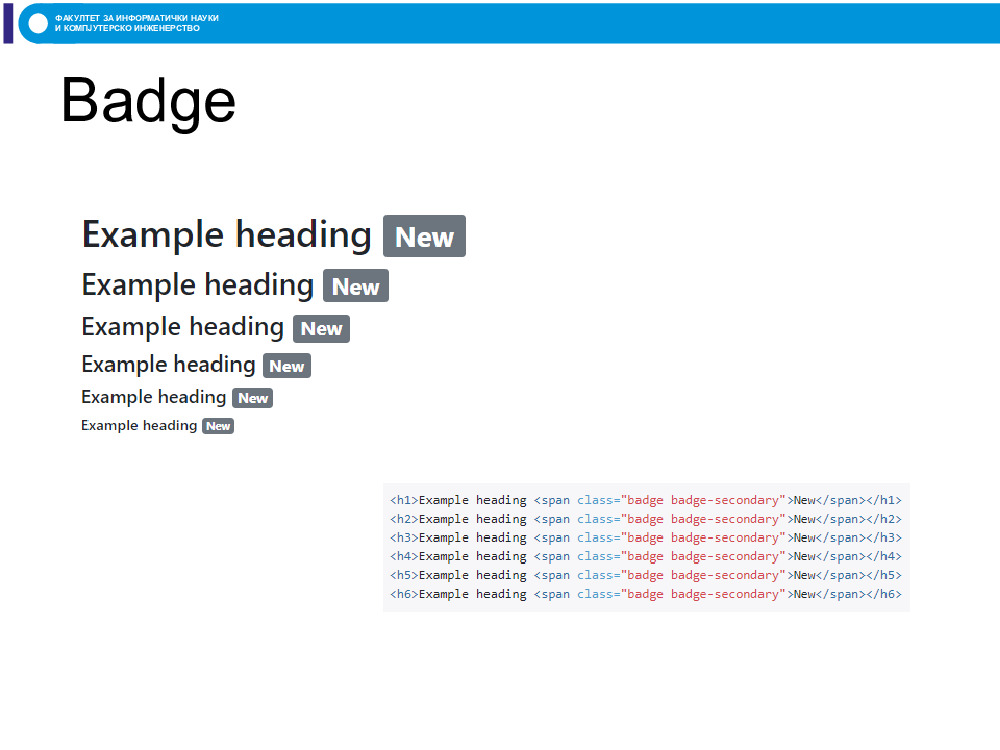 ФАКУЛТЕТ ЗА ИНФОРМАТИЧКИ НАУКИ
И КОМПЈУТЕРСКО ИНЖЕНЕРСТВО
Badge
Example heading New
Example heading New
Example heading New
Example heading New
Example heading New
Example heading New
<h1>Example heading <span class="badge badge-secondary">New</span></h1>
<h2>Example heading <span class="badge badge-secondary">New</span></h2>
<h3>Example heading <span class="badge badge-secondary">New</span></h3>
<h4>Example heading <span class="badge badge-secondary">New</span></h4>
<h5>Example heading <span class="badge badge-secondary">New</span></h5>
<h6>Example heading <span class="badge badge-secondary">New</span></h6>